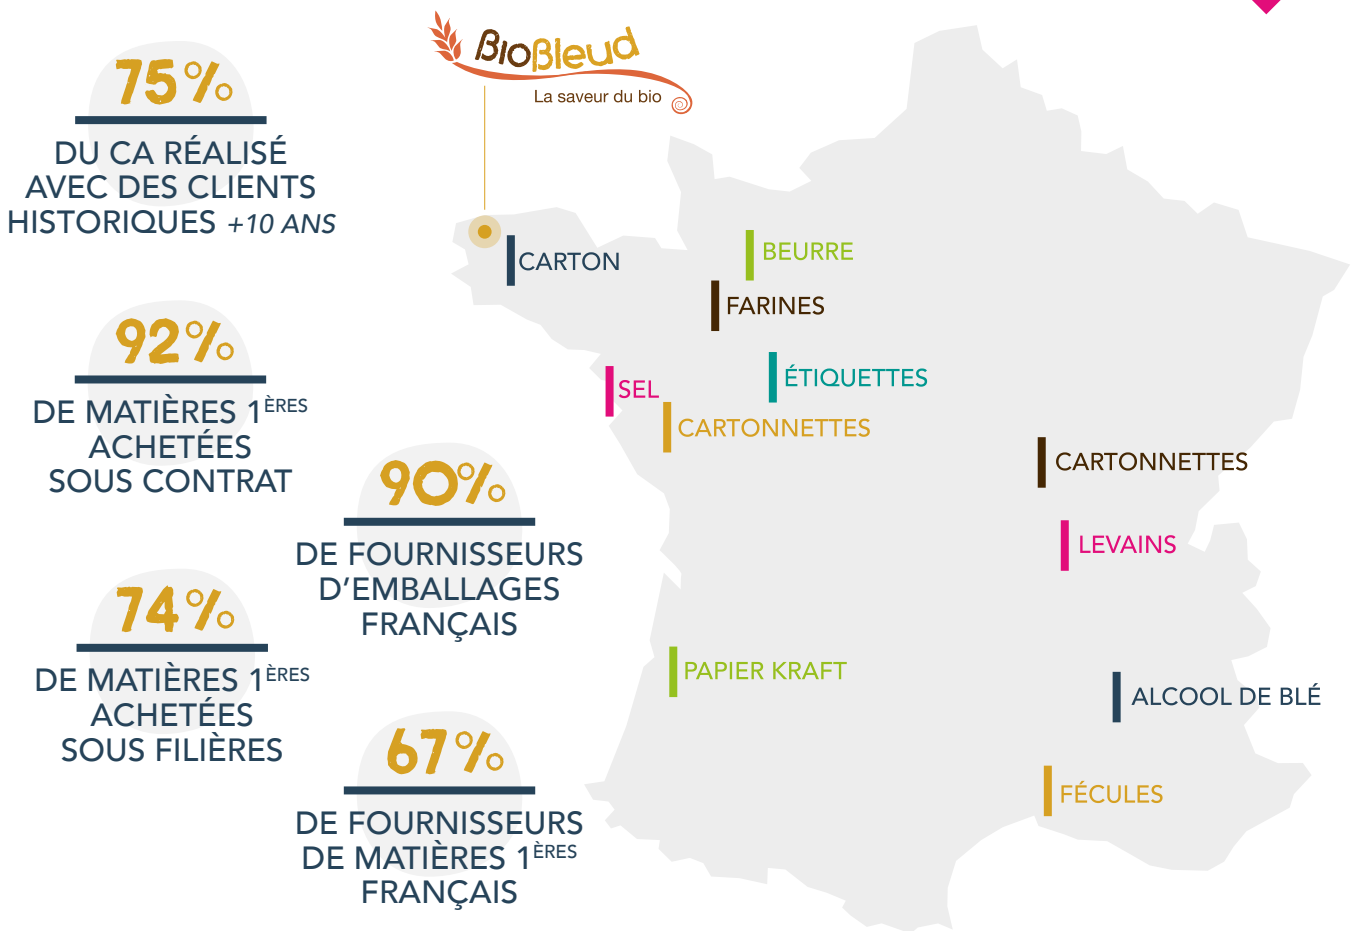 75%
DU CA RÉALISÉ
AVEC DES CLIENTS
HISTORIQUES +10 ANS
92%
DE MATIÈRES 1ÈRES
ACHETÉES
SOUS CONTRAT
74%
DE MATIÈRES 1ÈRES
ACHETÉES
SOUS FILIÈRES
90%
DE FOURNISSEURS
D’EMBALLAGES
FRANÇAIS
67%
DE FOURNISSEURS
DE MATIÈRES 1ÈRES
FRANÇAIS
BioBleud
La saveur du bio
CARTON
BEURRE
FARINES
ÉTIQUETTES
SEL
CARTONNETTES
CARTONNETTES
LEVAINS
PAPIER KRAFT
ALCOOL DE BLÉ
FÉCULES